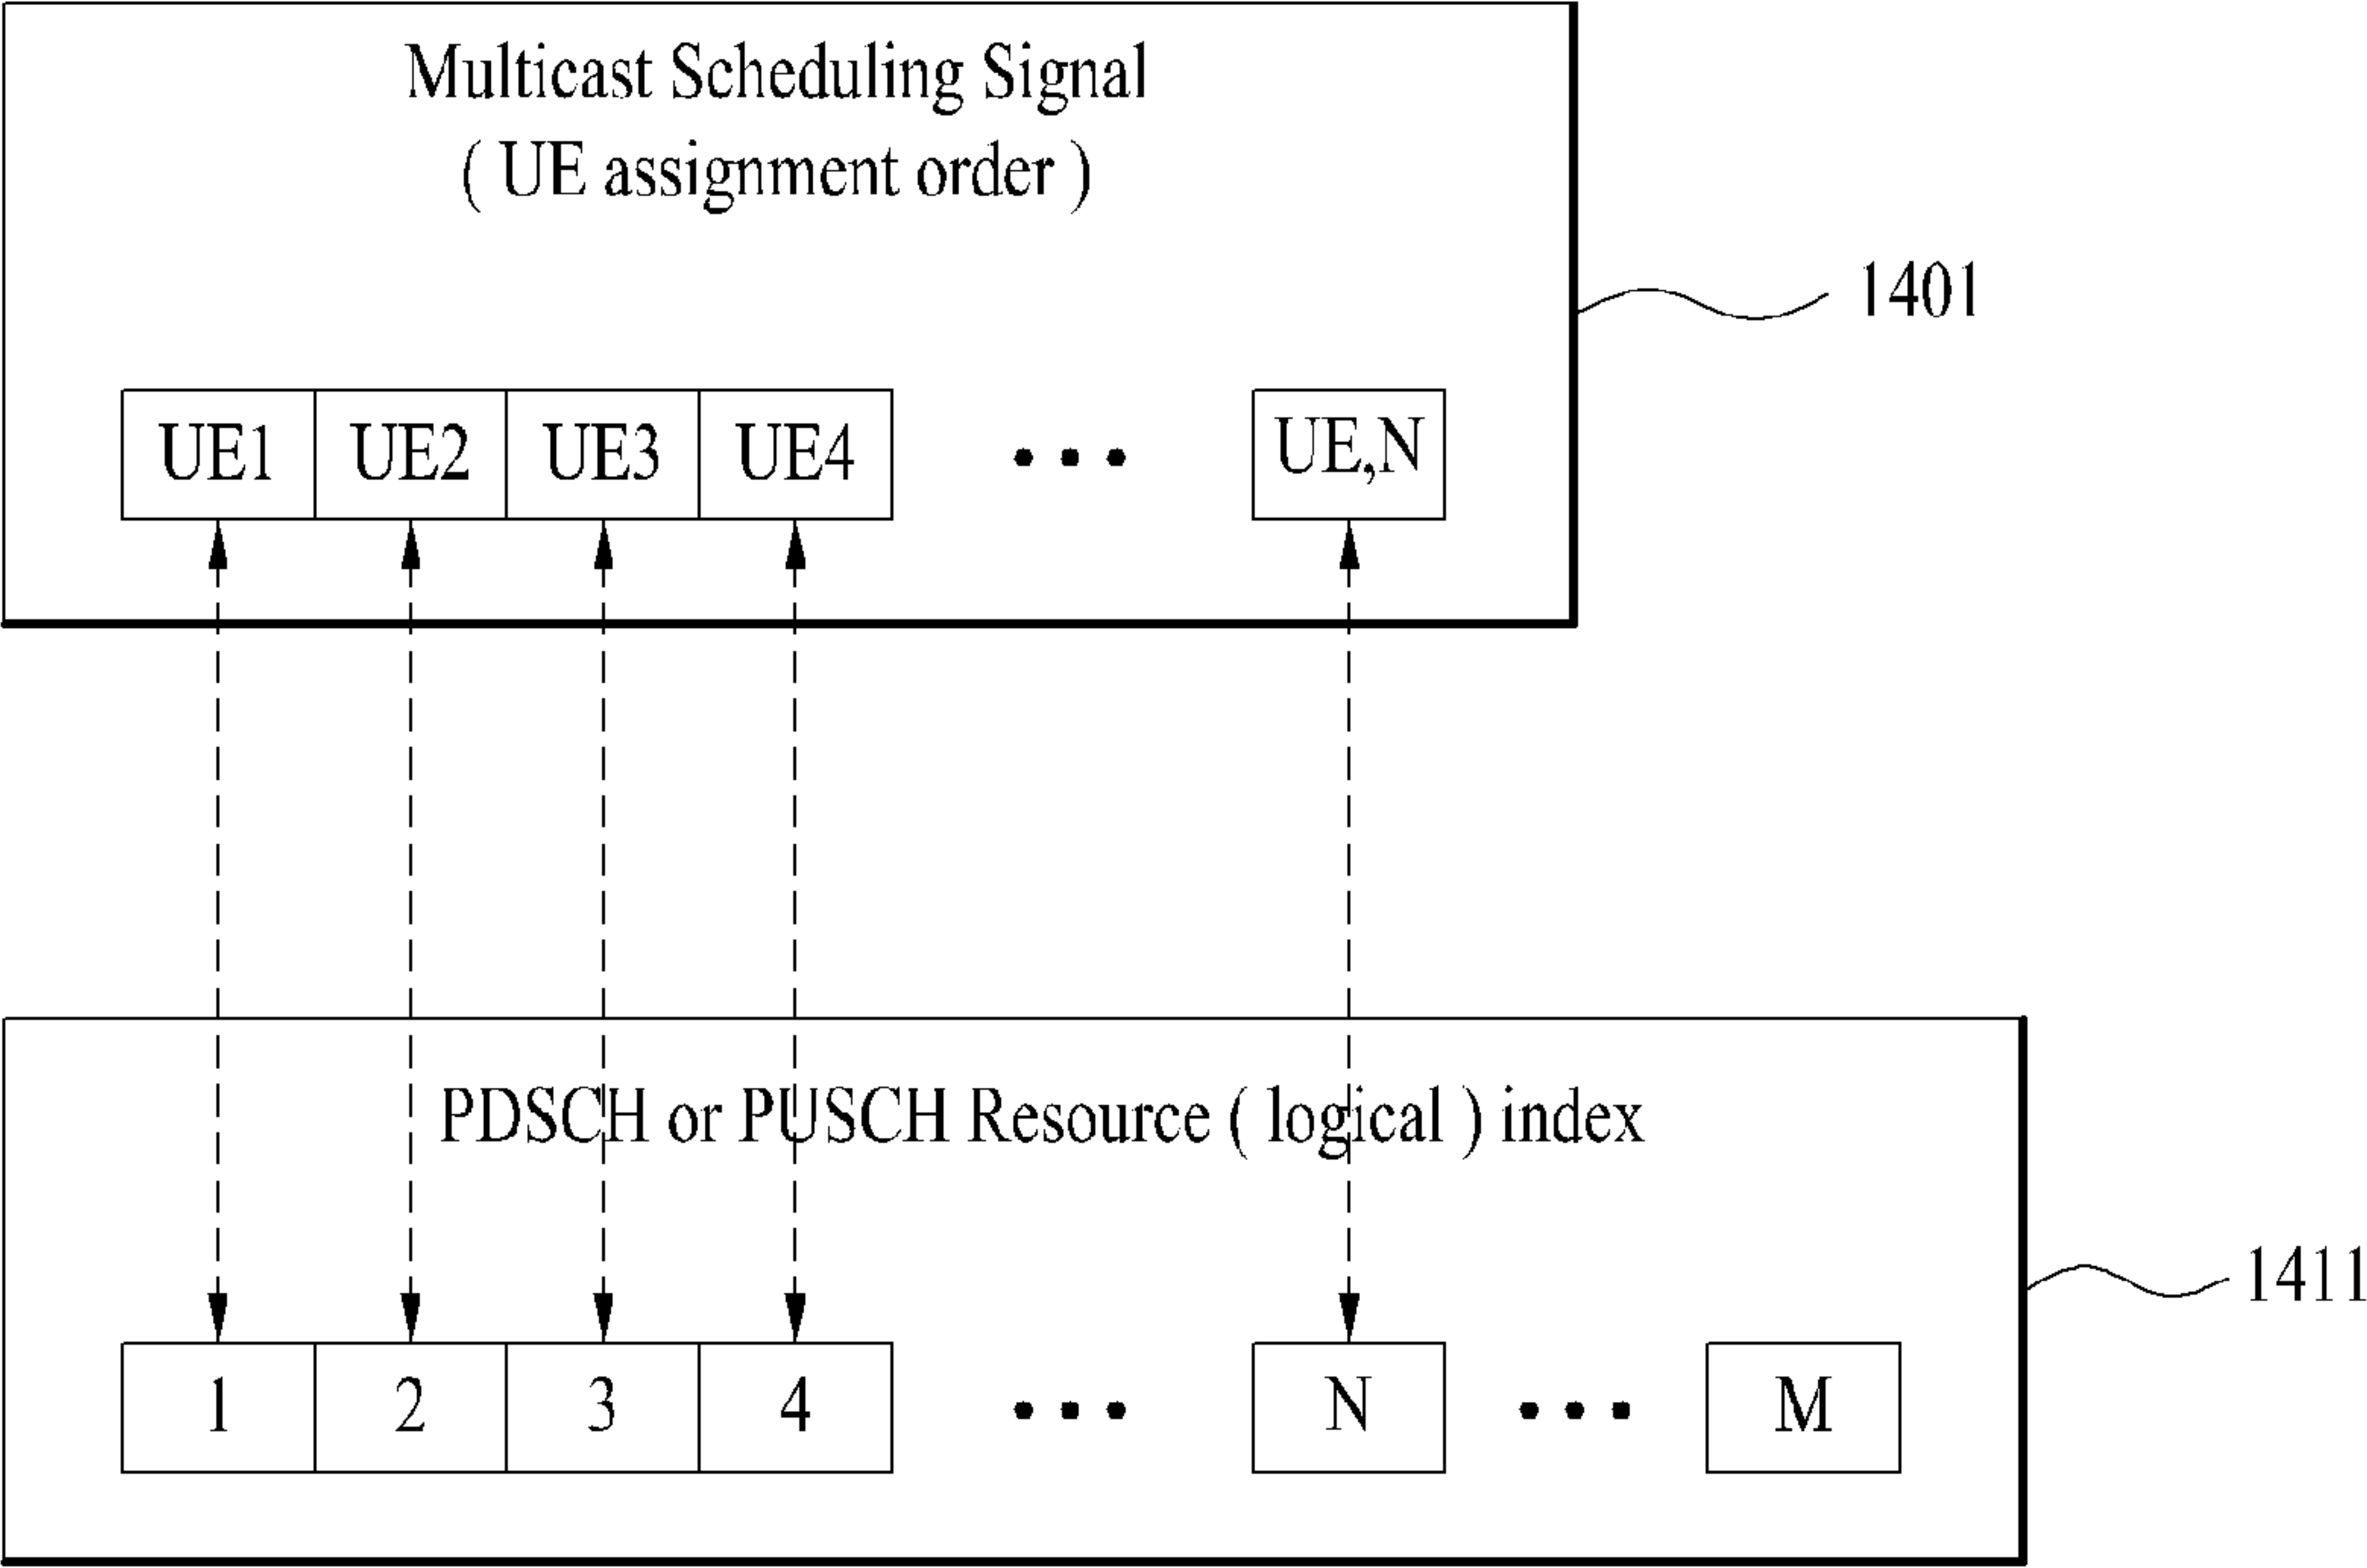 Multicast Scheduling Signal
( UE assignment order )
1401
UE1 UE2 UE3 UE4 ••• UE,N
PDSCH or PUSCH Resource ( logical ) index
1411
1 2 3 4 ••• N ••• M